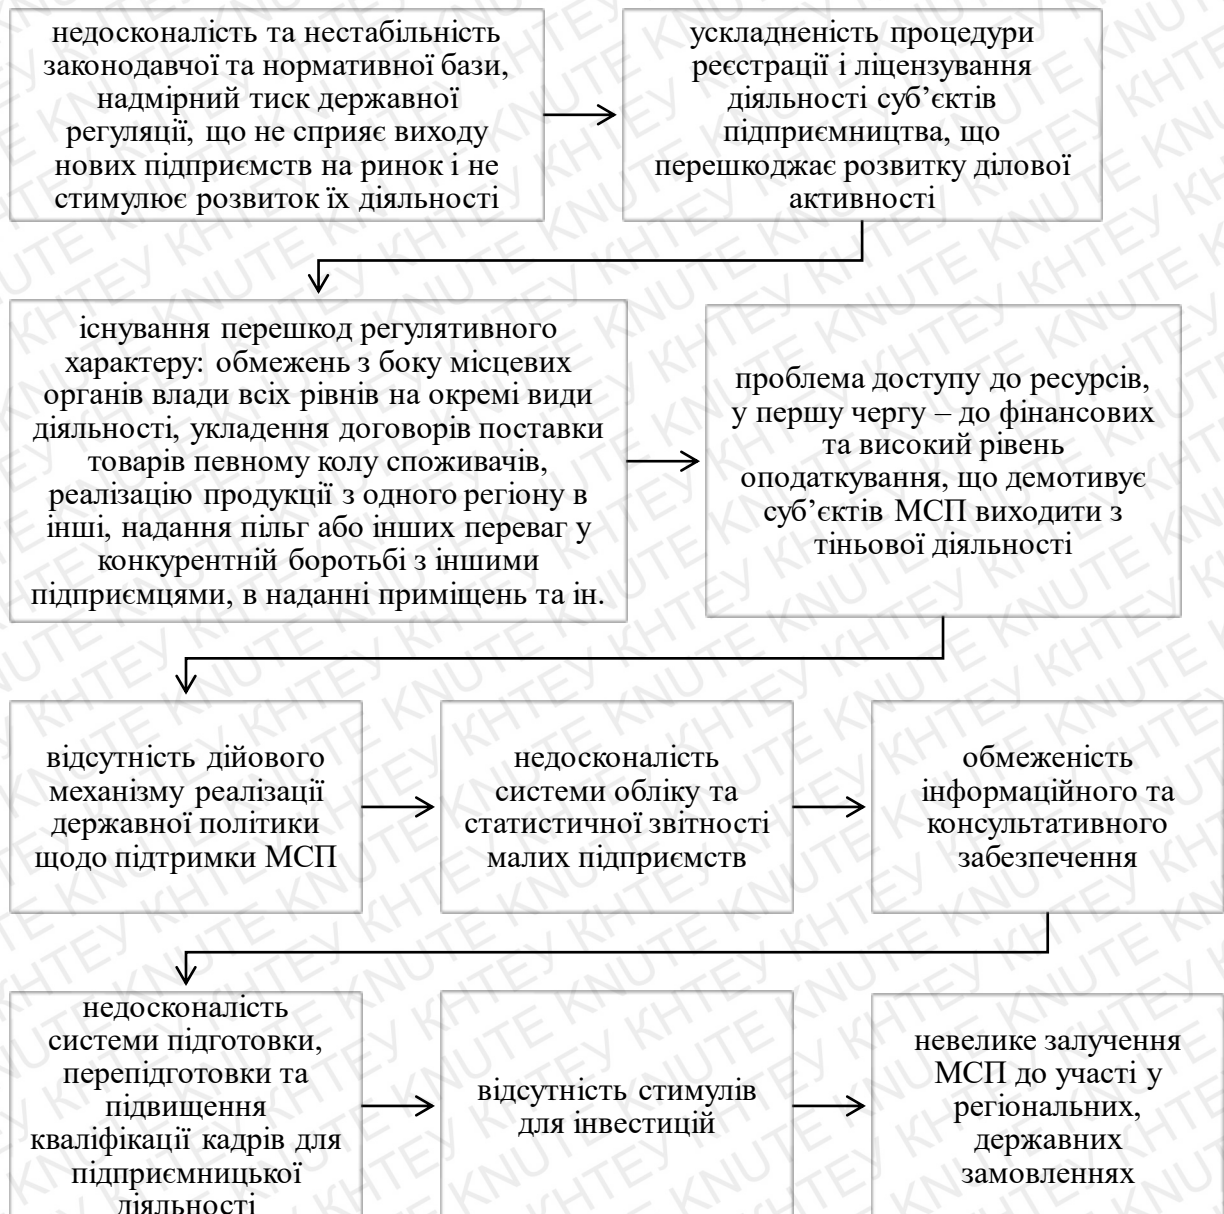 недосконалість та нестабільність
законодавчої та нормативної бази,
надмірний тиск державної
регуляції, що не сприяє виходу
нових підприємств на ринок і не
стимулює розвиток їх діяльності
ускладненість процедури
реєстрації і ліцензування
діяльності суб’єктів
підприємництва, що
перешкоджає розвитку ділової
активності
існування перешкод регулятивного
характеру: обмежень з боку місцевих
органів влади всіх рівнів на окремі види
діяльності, укладення договорів поставки
товарів певному колу споживачів,
реалізацію продукції з одного регіону в
інші, надання пільг або інших переваг у
конкурентній боротьбі з іншими
підприємцями, в наданні приміщень та ін.
проблема доступу до ресурсів,
у першу чергу – до фінансових
та високий рівень
оподаткування, що демотивує
суб’єктів МСП виходити з
тіньової діяльності
відсутність дійового
механізму реалізації
державної політики
щодо підтримки МСП
недосконалість
системи обліку та
статистичної звітності
малих підприємств
обмеженість
інформаційного та
консультативного
забезпечення
недосконалість
системи підготовки,
перепідготовки та
підвищення
кваліфікації кадрів для
підприємницької
діяльності
відсутність стимулів
для інвестицій
невелике залучення
МСП до участі у
регіональних,
державних
замовленнях